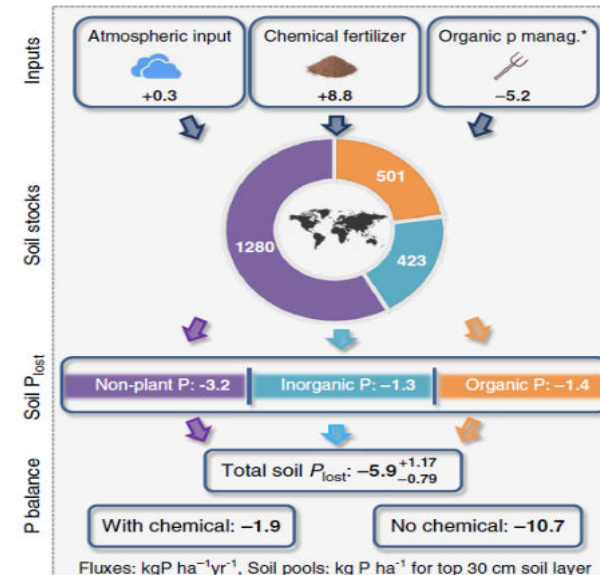 Inputs
Atmospheric input
+0.3
Chemical fertilizer
+8.8
Organic p manag.*
−5.2
Soil stocks
501
1280
423
Soil P_lost
Non-plant P: -3.2
Inorganic P: −1.3
Organic P: −1.4
P balance
Total soil P_lost: −5.9 +1.17 −0.79
With chemical: −1.9
No chemical: −10.7
Fluxes: kgP ha⁻¹yr⁻¹, Soil pools: kg P ha⁻¹ for top 30 cm soil layer